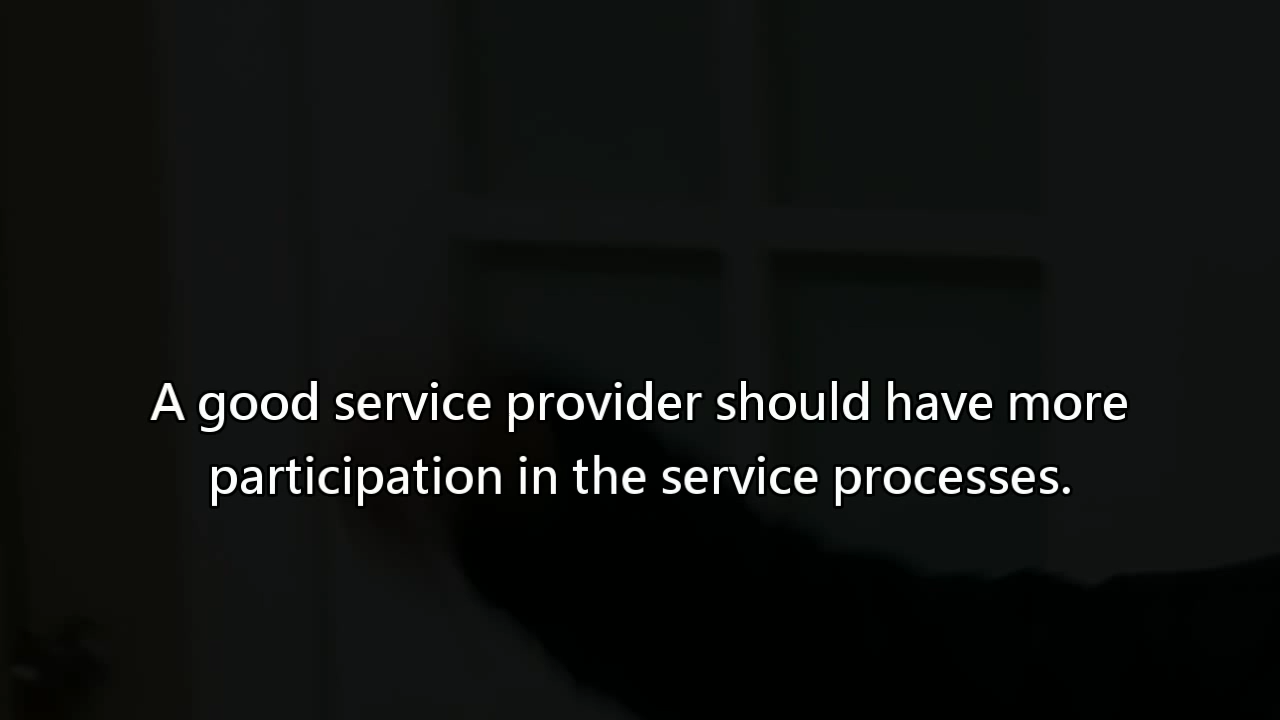 A good service provider should have more
participation in the service processes.